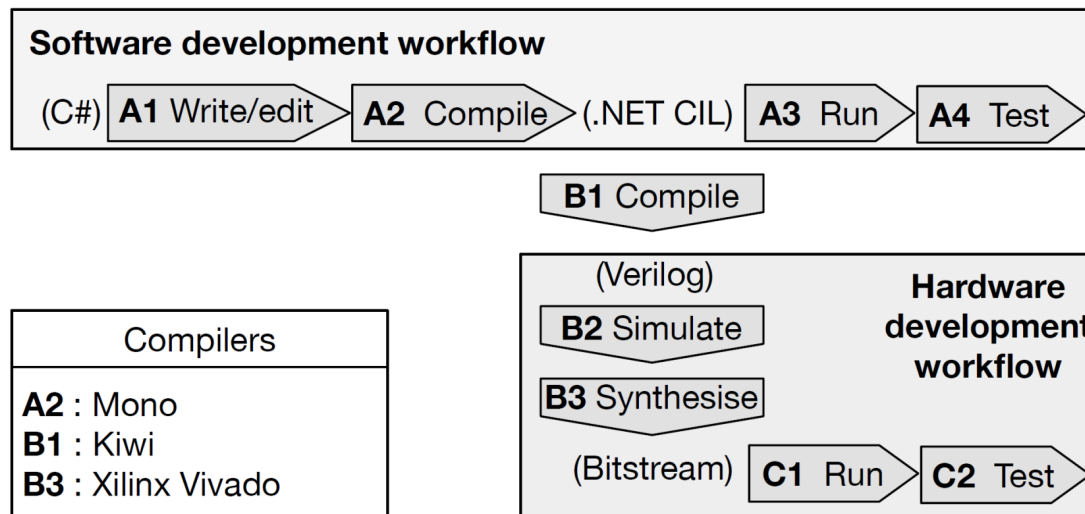 Software development workflow
(C#) A1 Write/edit A2 Compile (.NET CIL) A3 Run A4 Test
B1 Compile
(Verilog)
Hardware
development
workflow
B2 Simulate
B3 Synthesise
(Bitstream) C1 Run C2 Test
Compilers
A2 : Mono
B1 : Kiwi
B3 : Xilinx Vivado